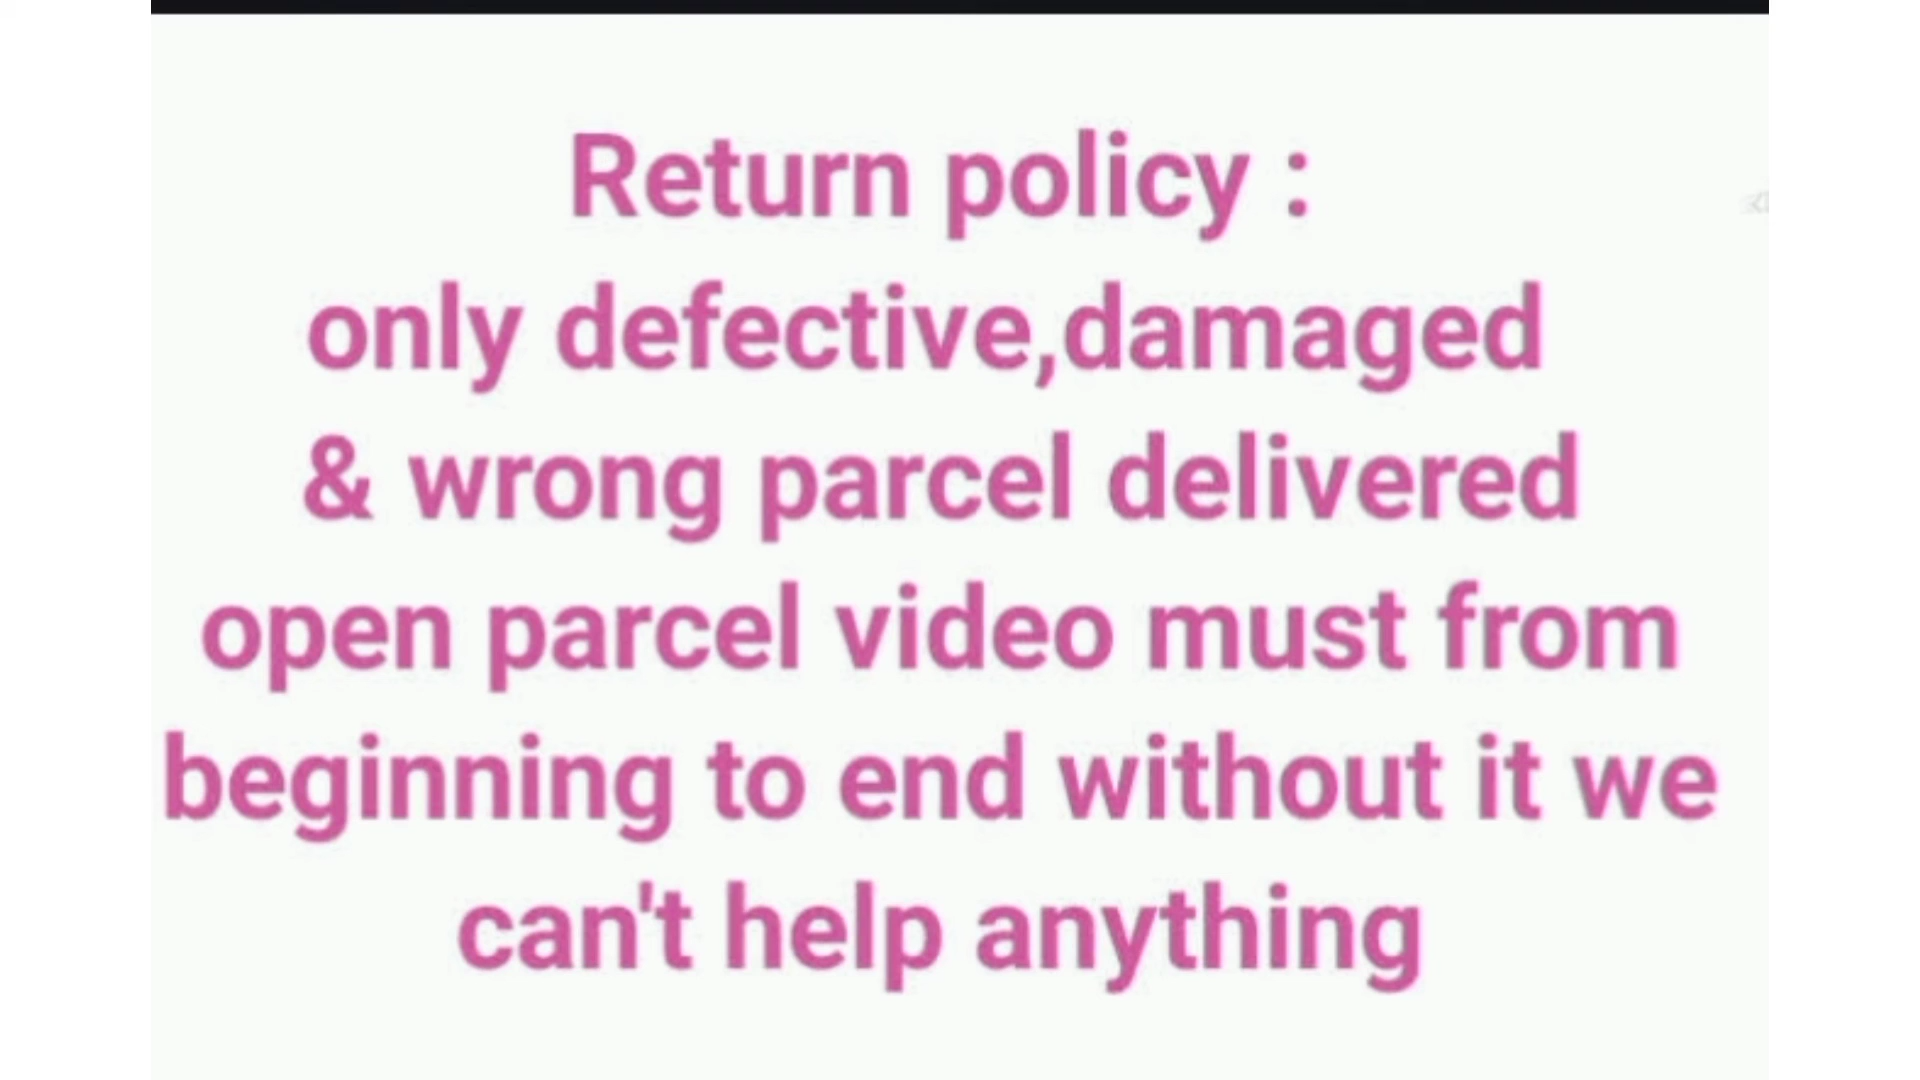 Return policy :
only defective,damaged
& wrong parcel delivered
open parcel video must from
beginning to end without it we
can't help anything